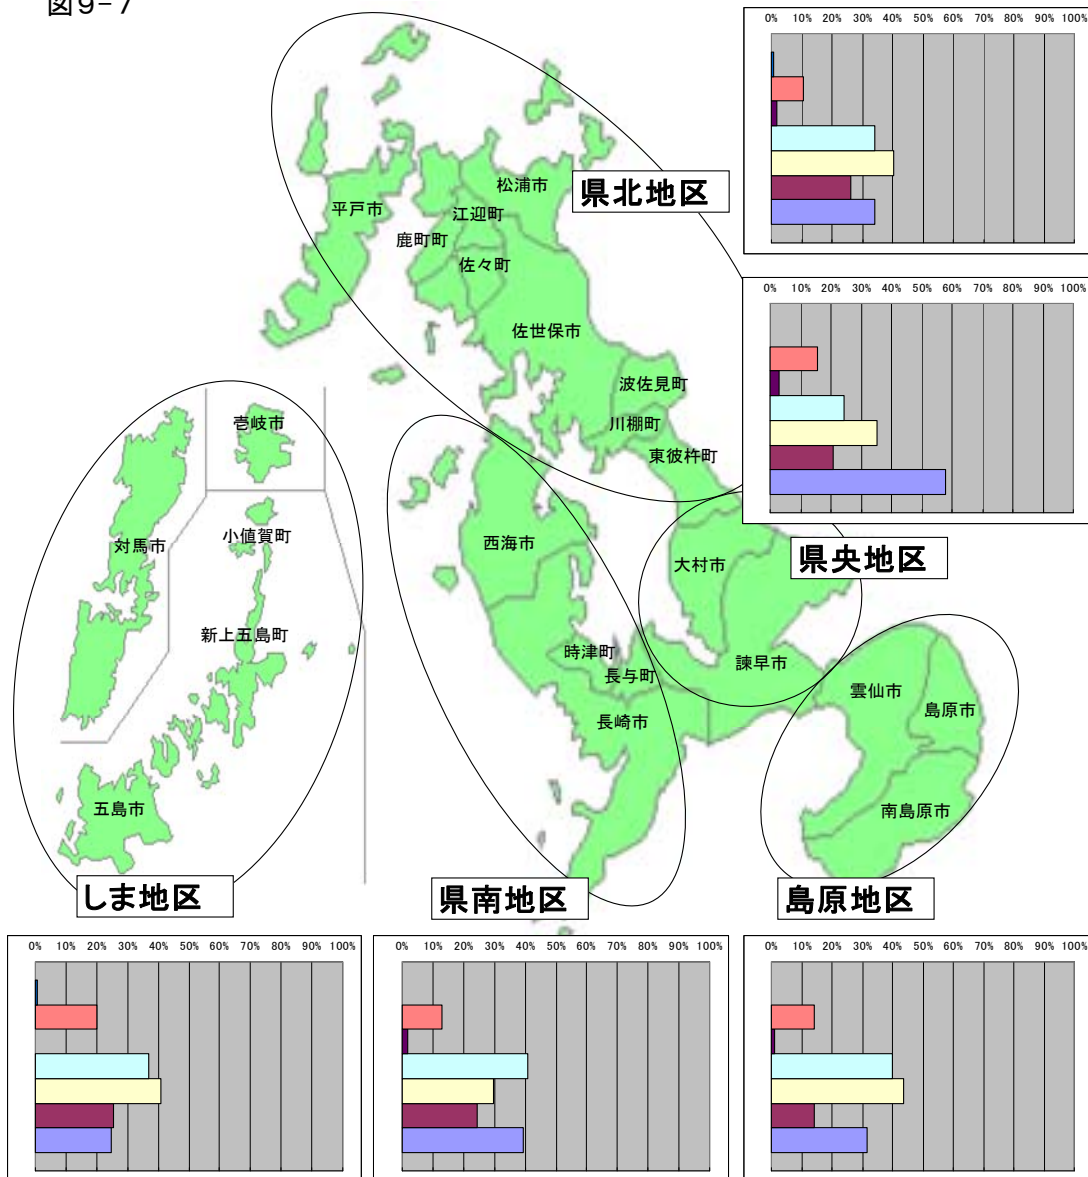 図9-7
0% 10% 20% 30% 40% 50% 60% 70% 80% 90% 100%
県北地区
松浦市
平戸市
江迎町
鹿町町
佐々町
佐世保市
0% 10% 20% 30% 40% 50% 60% 70% 80% 90% 100%
波佐見町
川棚町
東彼杵町
壱岐市
小値賀町
対馬市
新上五島町
五島市
西海市
大村市
県央地区
時津町
長与町
諫早市
長崎市
雲仙市
島原市
南島原市
しま地区
県南地区
島原地区
0% 10% 20% 30% 40% 50% 60% 70% 80% 90% 100%
0% 10% 20% 30% 40% 50% 60% 70% 80% 90% 100%
0% 10% 20% 30% 40% 50% 60% 70% 80% 90% 100%